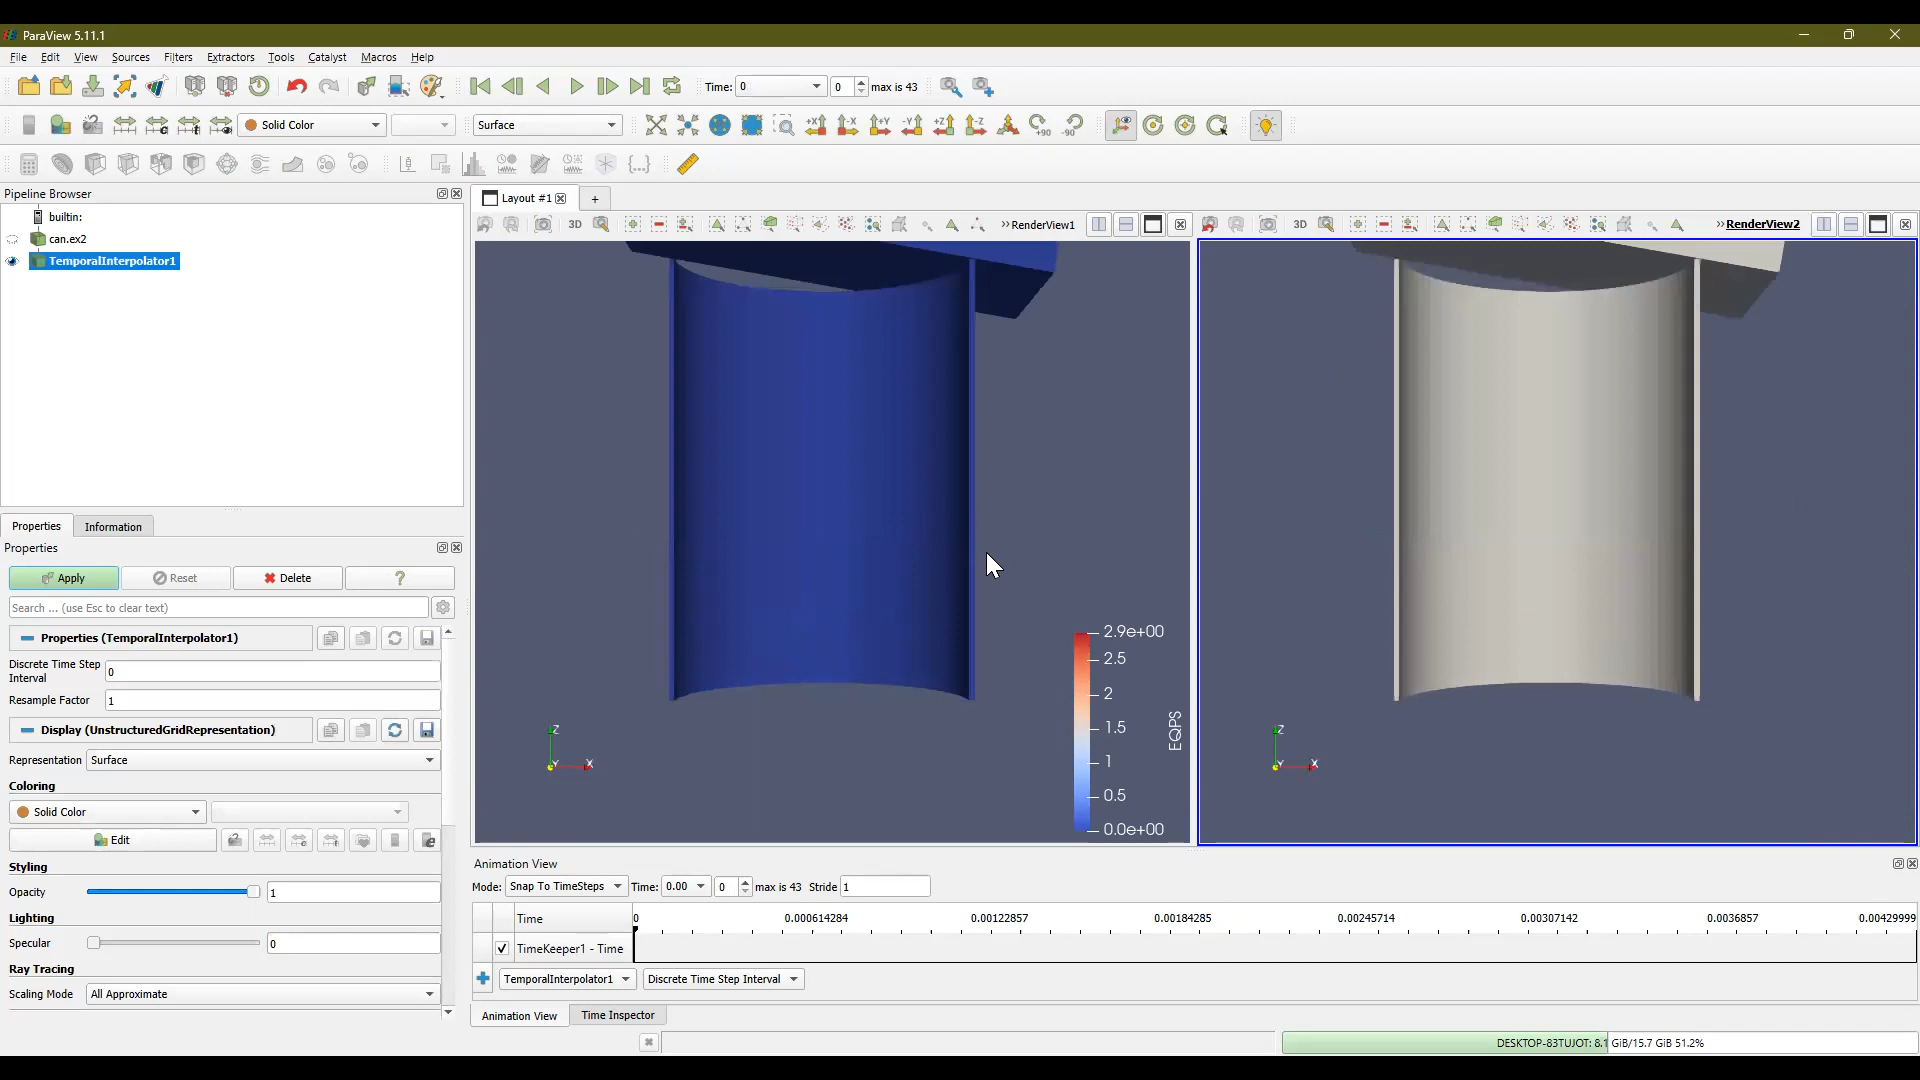 ParaView 5.11.1
File Edit View Sources Filters Extractors Tools Catalyst Macros Help
Time: 0 0 max is 43
Solid Color Surface +X -X +Y -Y +Z -Z +90 -90
Pipeline Browser
builtin:
can.ex2
TemporalInterpolator1
Layout #1 +
3D RenderView1
3D RenderView2
Properties Information
Properties
Apply Reset Delete ?
Search ... (use Esc to clear text)
Properties (TemporalInterpolator1)
Discrete Time Step
Interval 0
Resample Factor 1
Display (UnstructuredGridRepresentation)
Representation Surface
Coloring
Solid Color
Edit
Styling
Opacity 1
Lighting
Specular 0
Ray Tracing
Scaling Mode All Approximate
Z
Y X
2.9e+00
2.5
2
1.5
1
0.5
0.0e+00
EQPS
Z
Y X
Animation View
Mode: Snap To TimeSteps Time: 0.00 0 max is 43 Stride 1
Time 0 0.000614284 0.00122857 0.00184285 0.00245714 0.00307142 0.0036857 0.00429999
TimeKeeper1 - Time
TemporalInterpolator1 Discrete Time Step Interval
Animation View Time Inspector
DESKTOP-83TUJOT: 8.1 GiB/15.7 GiB 51.2%